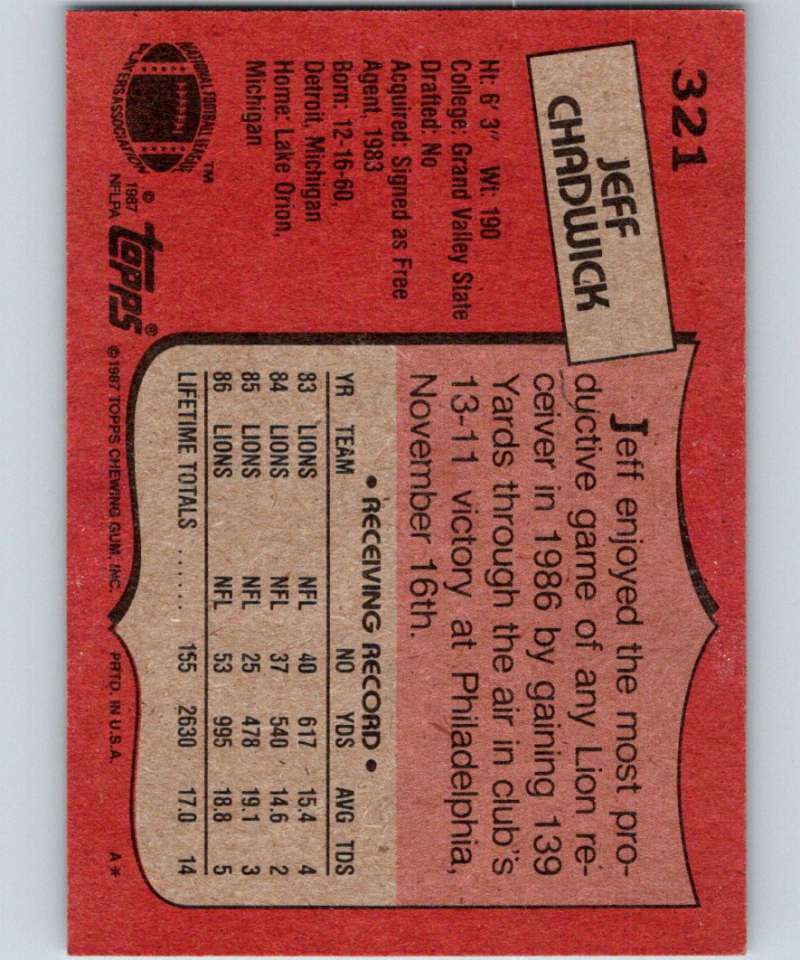 321
JEFF
CHADWICK
Ht: 6' 3" Wt: 190
College: Grand Valley State
Drafted: No
Acquired: Signed as Free
Agent, 1983
Born: 12-16-60,
Detroit, Michigan
Home: Lake Orion,
Michigan
NATIONAL FOOTBALL LEAGUE
PLAYERS ASSOCIATION
TM
© 1987
NFLPA
topps®
Jeff enjoyed the most pro-
ductive game of any Lion re-
ceiver in 1986 by gaining 139
Yards through the air in club's
13-11 victory at Philadelphia,
November 16th.
• RECEIVING RECORD •
YR TEAM NO YDS AVG TDS
83 LIONS NFL 40 617 15.4 4
84 LIONS NFL 37 540 14.6 2
85 LIONS NFL 25 478 19.1 3
86 LIONS NFL 53 995 18.8 5
LIFETIME TOTALS ...... 155 2630 17.0 14
©1987 TOPPS CHEWING GUM, INC. PRTD. IN U.S.A. A*